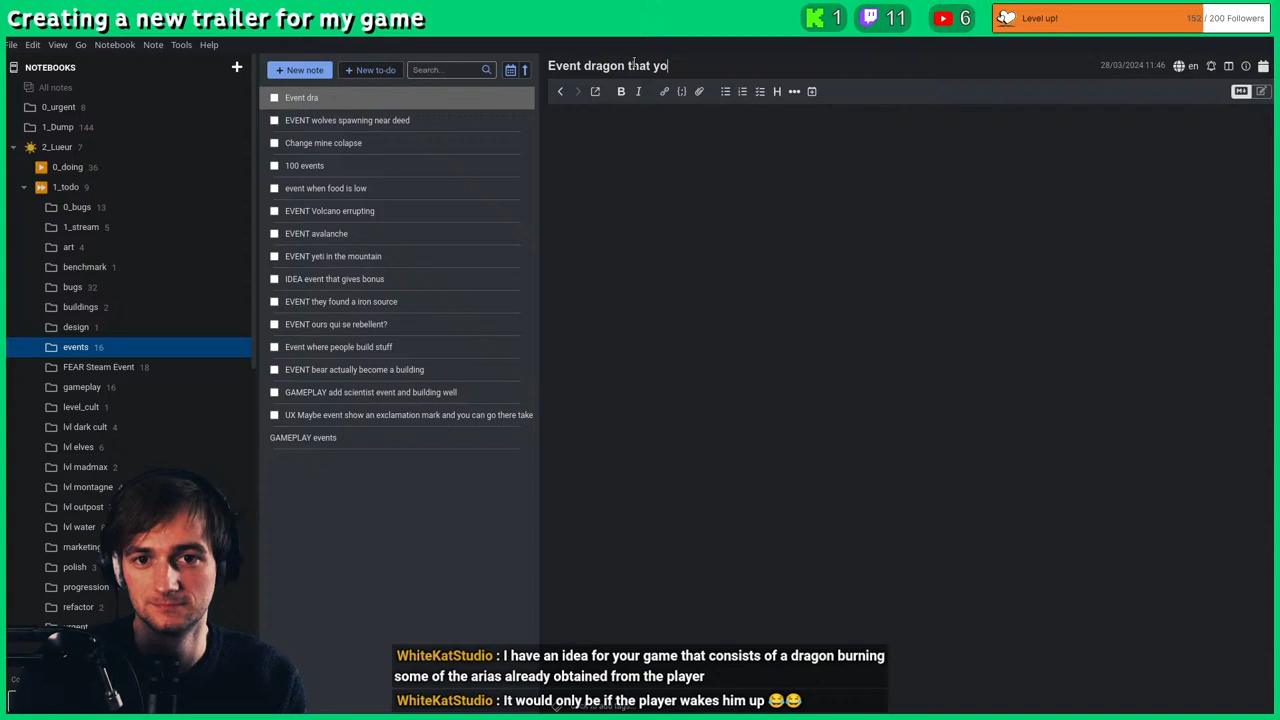 Creating a new trailer for my game
1
11
6
Level up!
152 / 200 Followers
File Edit View Go Notebook Note Tools Help
NOTEBOOKS
All notes
0_urgent 8
1_Dump 144
2_Lueur 7
0_doing 36
1_todo 9
0_bugs 13
1_stream 5
art 4
benchmark 1
bugs 32
buildings 2
design 1
events 16
FEAR Steam Event 18
gameplay 16
level_cult 1
lvl dark cult 4
lvl elves 6
lvl madmax 2
lvl montagne 4
lvl outpost
lvl water
marketing
polish 3
progression
refactor 2
urgent
+ New note
+ New to-do
Search...
Event dra
EVENT wolves spawning near deed
Change mine colapse
100 events
event when food is low
EVENT Volcano errupting
EVENT avalanche
EVENT yeti in the mountain
IDEA event that gives bonus
EVENT they found a iron source
EVENT ours qui se rebellent?
Event where people build stuff
EVENT bear actually become a building
GAMEPLAY add scientist event and building well
UX Maybe event show an exclamation mark and you can go there take
GAMEPLAY events
Event dragon that yo
28/03/2024 11:46
en
B I H
WhiteKatStudio : I have an idea for your game that consists of a dragon burning
some of the arias already obtained from the player
WhiteKatStudio : It would only be if the player wakes him up 😂😂